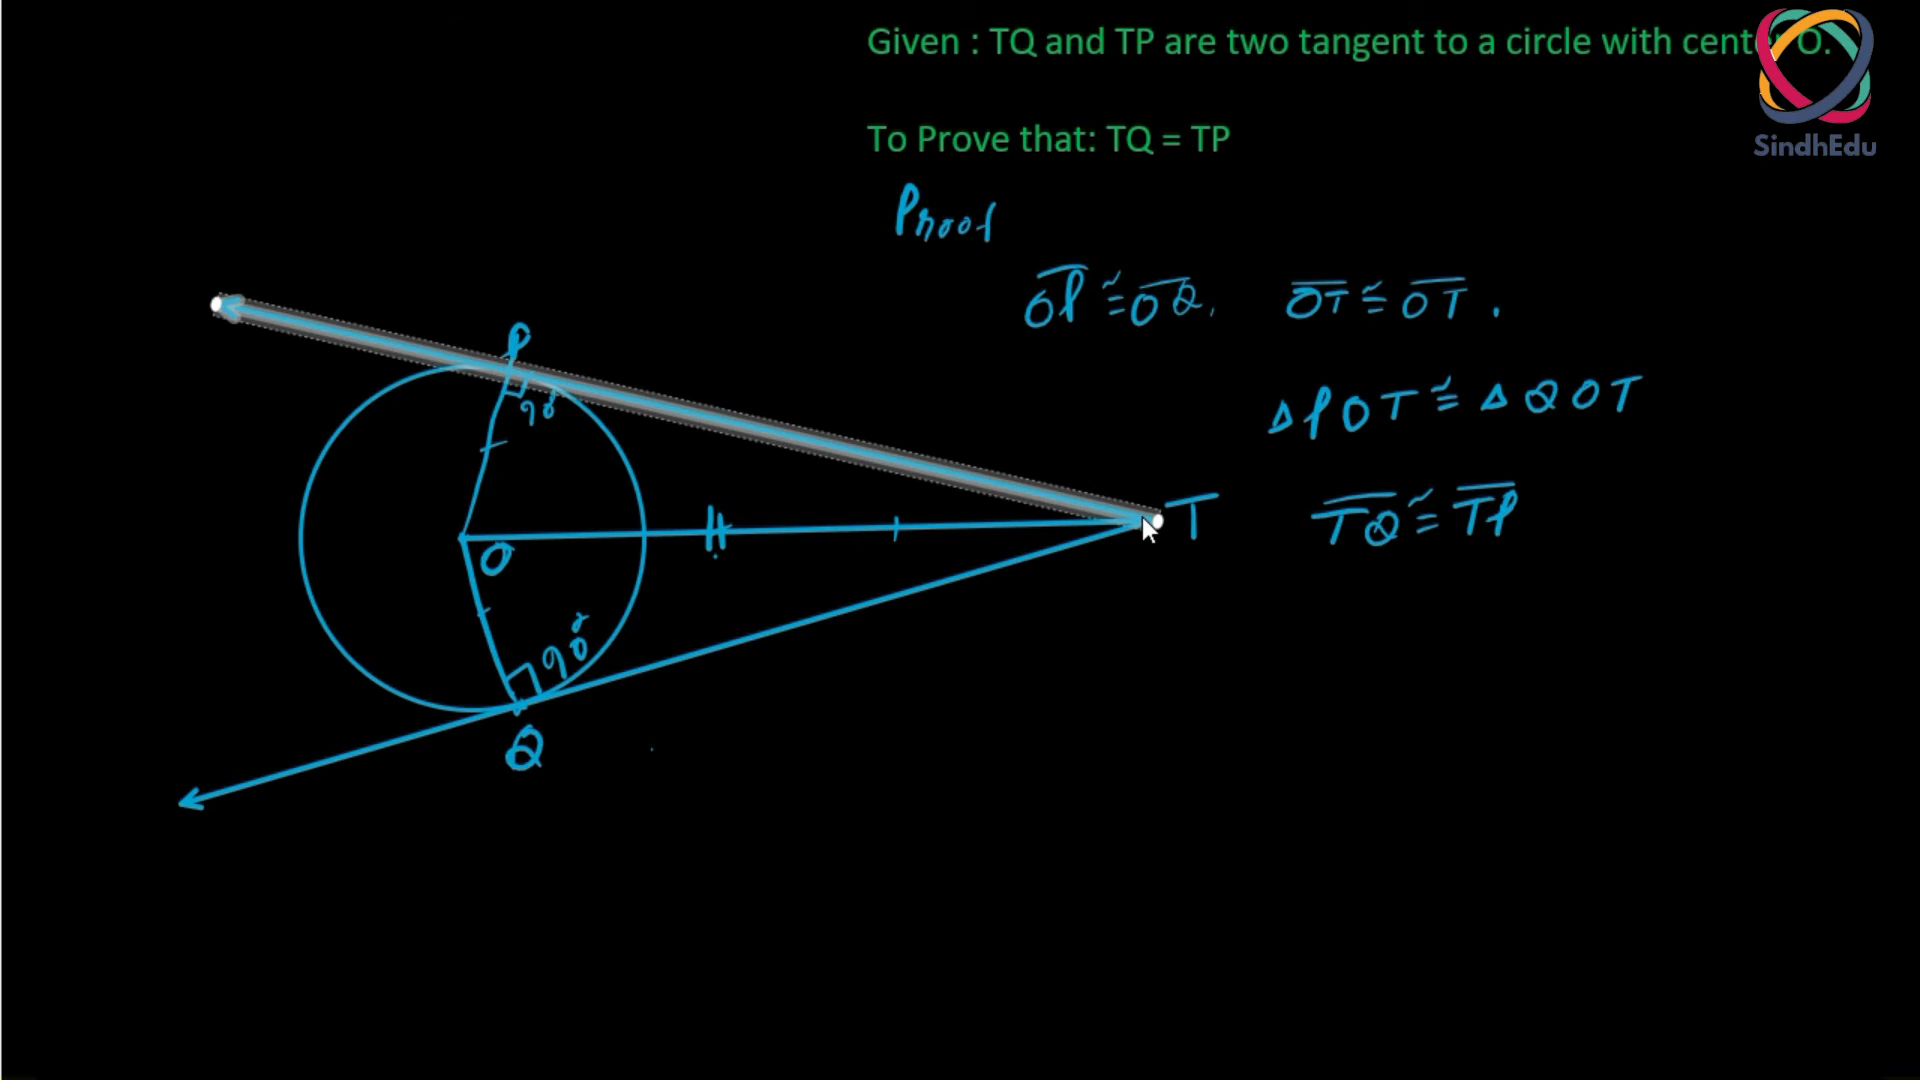 Given : TQ and TP are two tangent to a circle with center O.
SindhEdu
To Prove that: TQ = TP
Proof
OP ≅ OQ, OT ≅ OT.
P
90°
ΔPOT ≅ ΔQOT
T
TQ ≅ TP
O
90°
Q